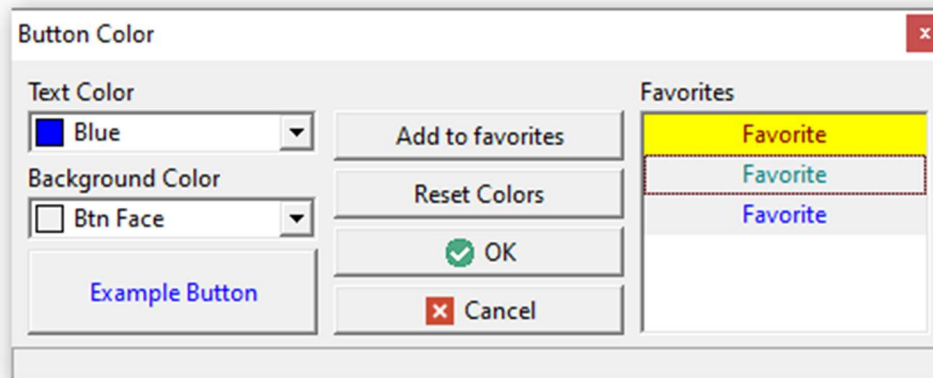 Button Color
x
Text Color
Blue
Background Color
Btn Face
Example Button
Add to favorites
Reset Colors
OK
Cancel
Favorites
Favorite
Favorite
Favorite